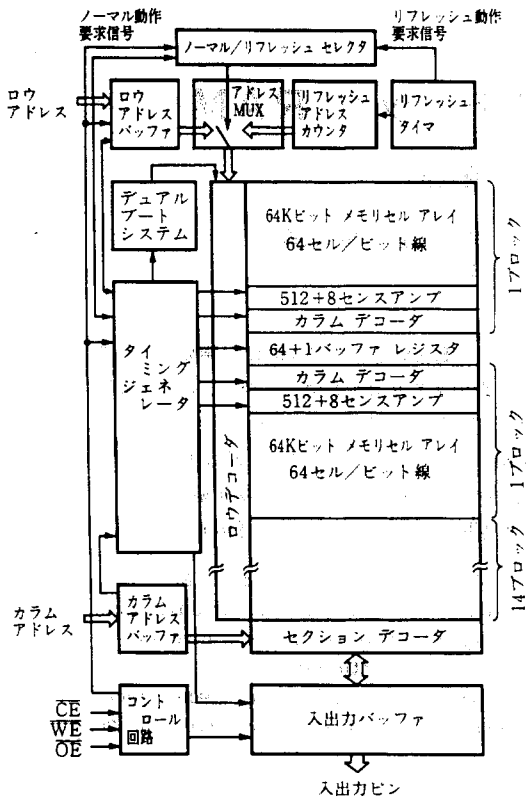 ノーマル動作
要求信号
リフレッシュ動作
要求信号
ノーマル/リフレッシュ セレクタ
ロウ
アドレス
ロウ
アドレス
バッファ
アドレス
MUX
リフレッシュ
アドレス
カウンタ
リフレッシュ
タイマ
デュアル
ブート
システム
64Kビット メモリセル アレイ
64セル/ビット線
1ブロック
512+8センスアンプ
カラム デコーダ
64+1バッファ レジスタ
カラム デコーダ
512+8センスアンプ
64Kビット メモリセル アレイ
64セル/ビット線
1ブロック
タイ
ミング
ジェネ
レータ
ロウデコーダ
14ブロック
カラム
アドレス
カラム
アドレス
バッファ
セクション デコーダ
CE
WE
OE
コント
ロール
回路
入出力バッファ
入出力ピン